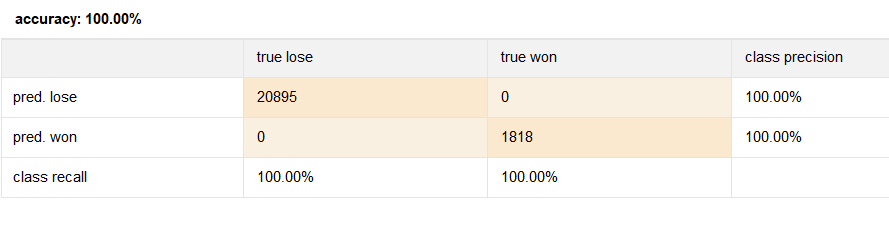 accuracy: 100.00%
true lose true won class precision
pred. lose 20895 0 100.00%
pred. won 0 1818 100.00%
class recall 100.00% 100.00%